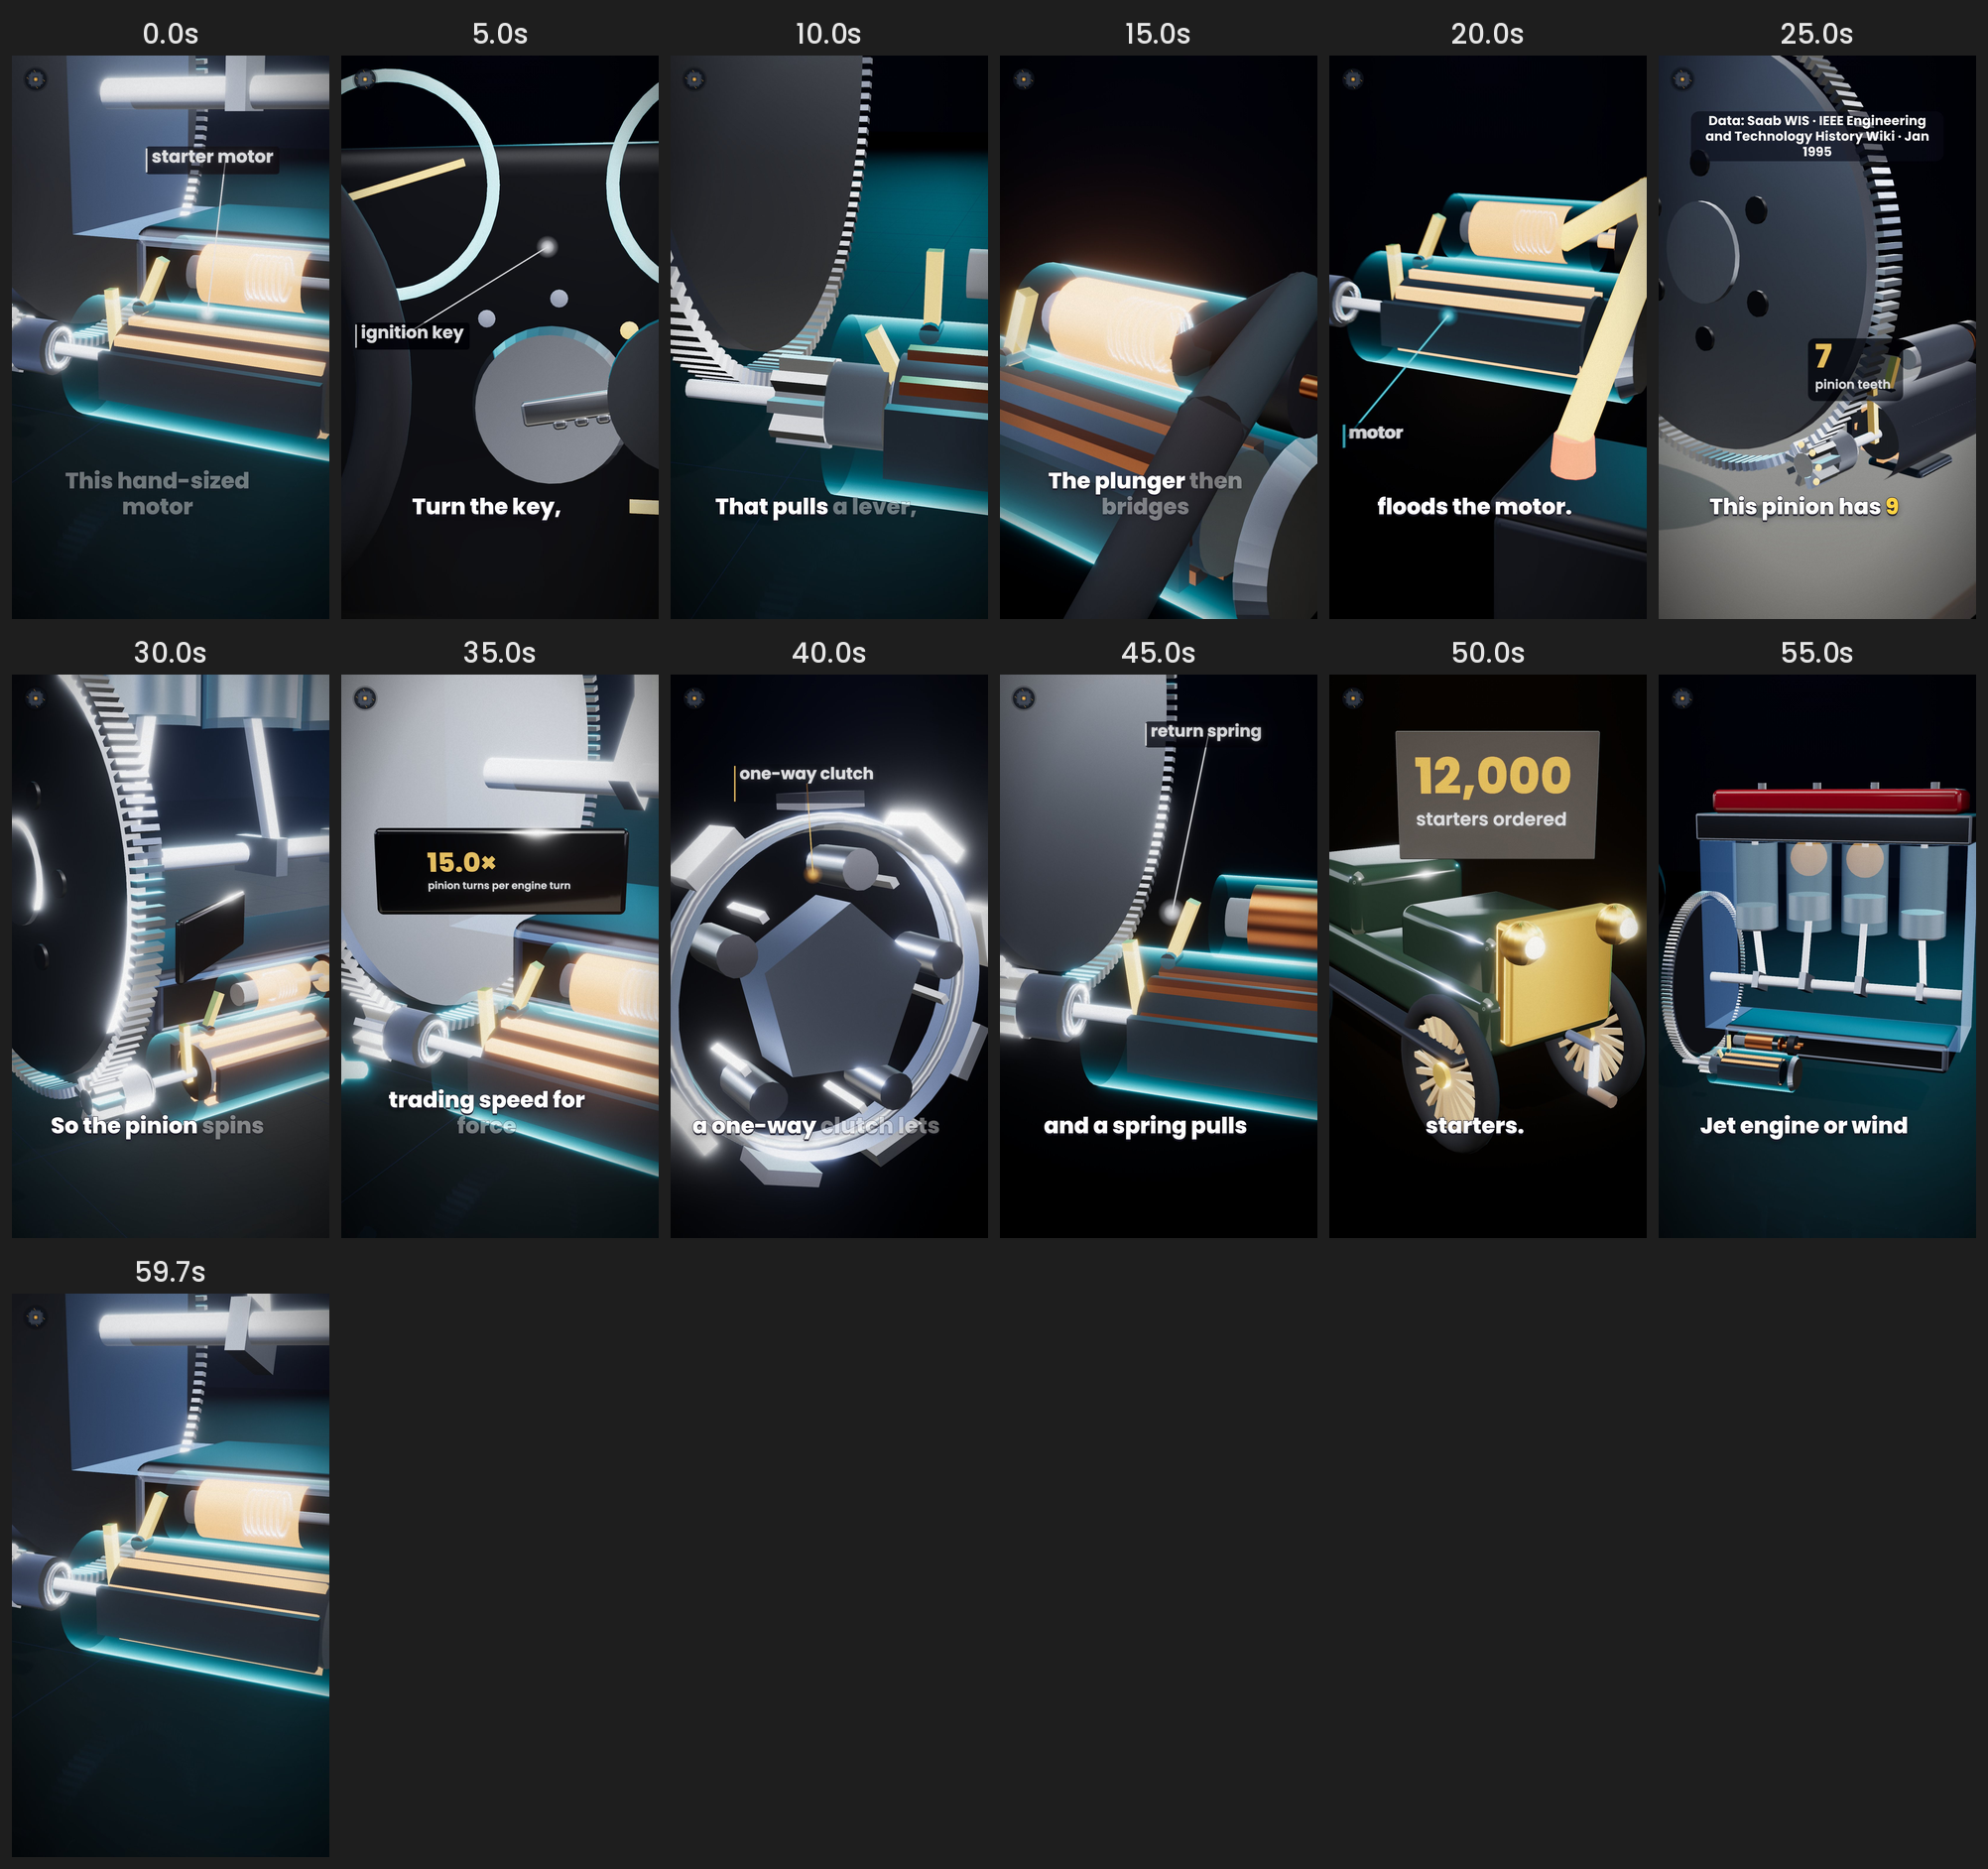 0.0s
5.0s
10.0s
15.0s
20.0s
25.0s
starter motor
This hand-sized
motor
ignition key
Turn the key,
That pulls a lever,
The plunger then
bridges
motor
floods the motor.
Data: Saab WIS · IEEE Engineering
and Technology History Wiki · Jan
1995
7
pinion teeth
This pinion has 9
30.0s
35.0s
40.0s
45.0s
50.0s
55.0s
So the pinion spins
15.0×
pinion turns per engine turn
trading speed for
force
one-way clutch
a one-way clutch lets
return spring
and a spring pulls
12,000
starters ordered
starters.
Jet engine or wind
59.7s